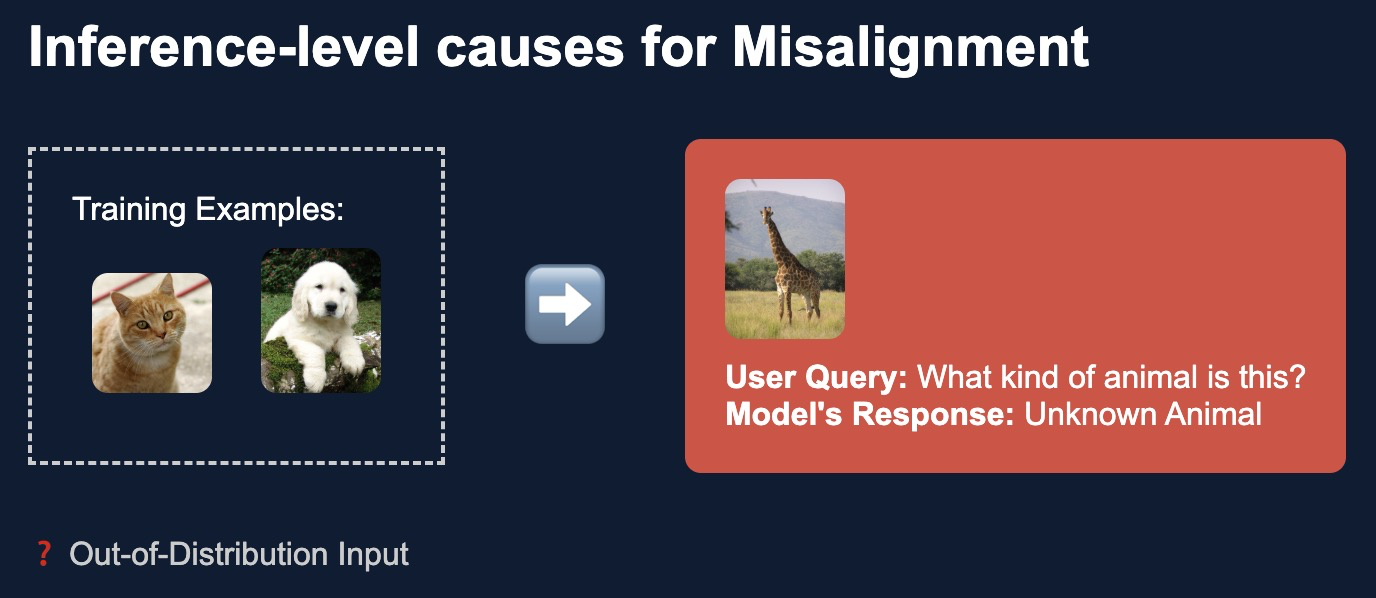 Inference-level causes for Misalignment
Training Examples:
User Query: What kind of animal is this?
Model's Response: Unknown Animal
❓ Out-of-Distribution Input